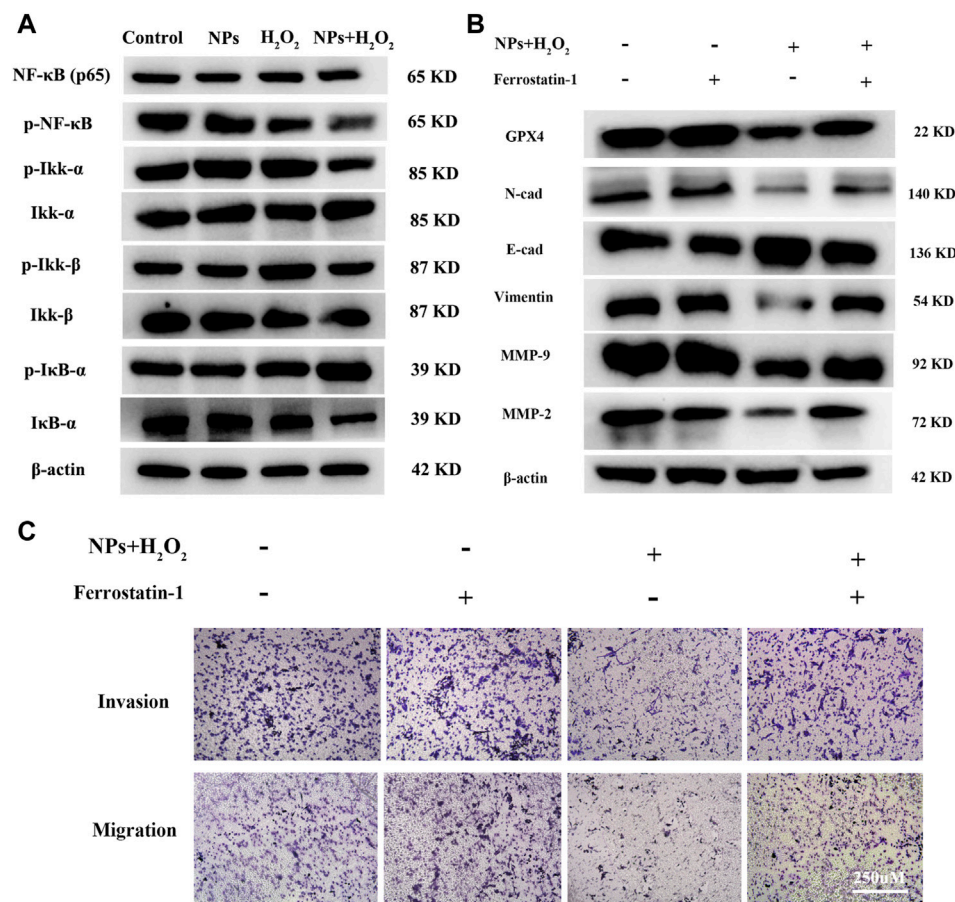 A
Control NPs H₂O₂ NPs+H₂O₂
NF-κB (p65) 65 KD
p-NF-κB 65 KD
p-Ikk-α 85 KD
Ikk-α 85 KD
p-Ikk-β 87 KD
Ikk-β 87 KD
p-IκB-α 39 KD
IκB-α 39 KD
β-actin 42 KD
B
NPs+H₂O₂ - - + +
Ferrostatin-1 - + - +
GPX4 22 KD
N-cad 140 KD
E-cad 136 KD
Vimentin 54 KD
MMP-9 92 KD
MMP-2 72 KD
β-actin 42 KD
C
NPs+H₂O₂ - - + +
Ferrostatin-1 - + - +
Invasion
Migration
250uM